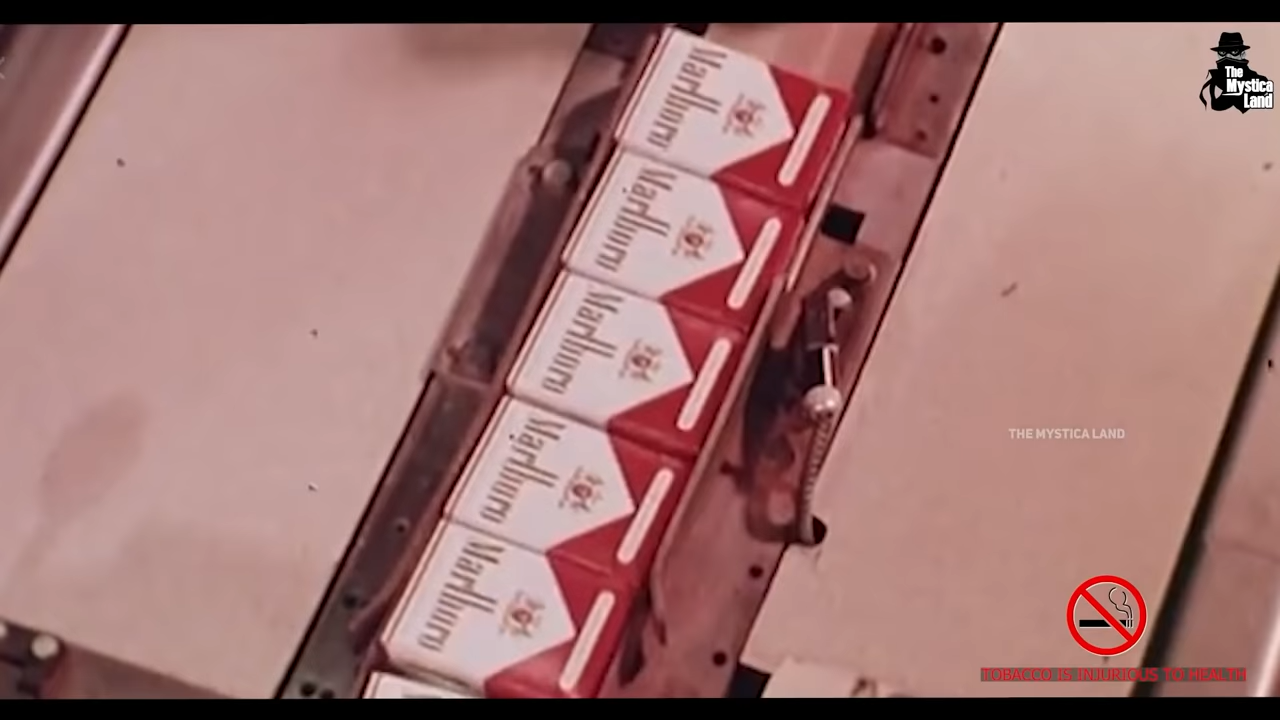 The
Mystica
Land
Marlboro
Marlboro
Marlboro
Marlboro
Marlboro
THE MYSTICA LAND
TOBACCO IS INJURIOUS TO HEALTH